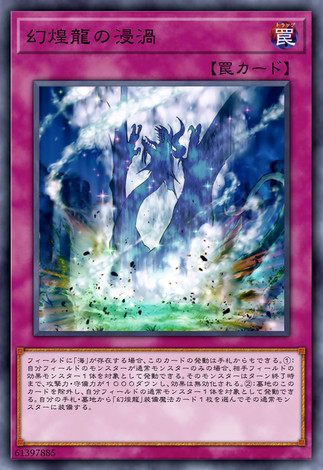 幻煌龍の浸渦
トラップ
罠
【罠カード】
フィールドに「海」が存在する場合、このカードの発動は手札からもできる。①：
自分フィールドのモンスターが通常モンスターのみの場合、相手フィールドの
効果モンスター１体を対象として発動できる。そのモンスターはターン終了時
まで、攻撃力・守備力が１０００ダウンし、効果は無効化される。②：墓地のこの
カードを除外し、自分フィールドの通常モンスター１体を対象として発動でき
る。自分の手札・墓地から「幻煌龍」装備魔法カード１枚を選んでその通常モン
スターに装備する。
61397885